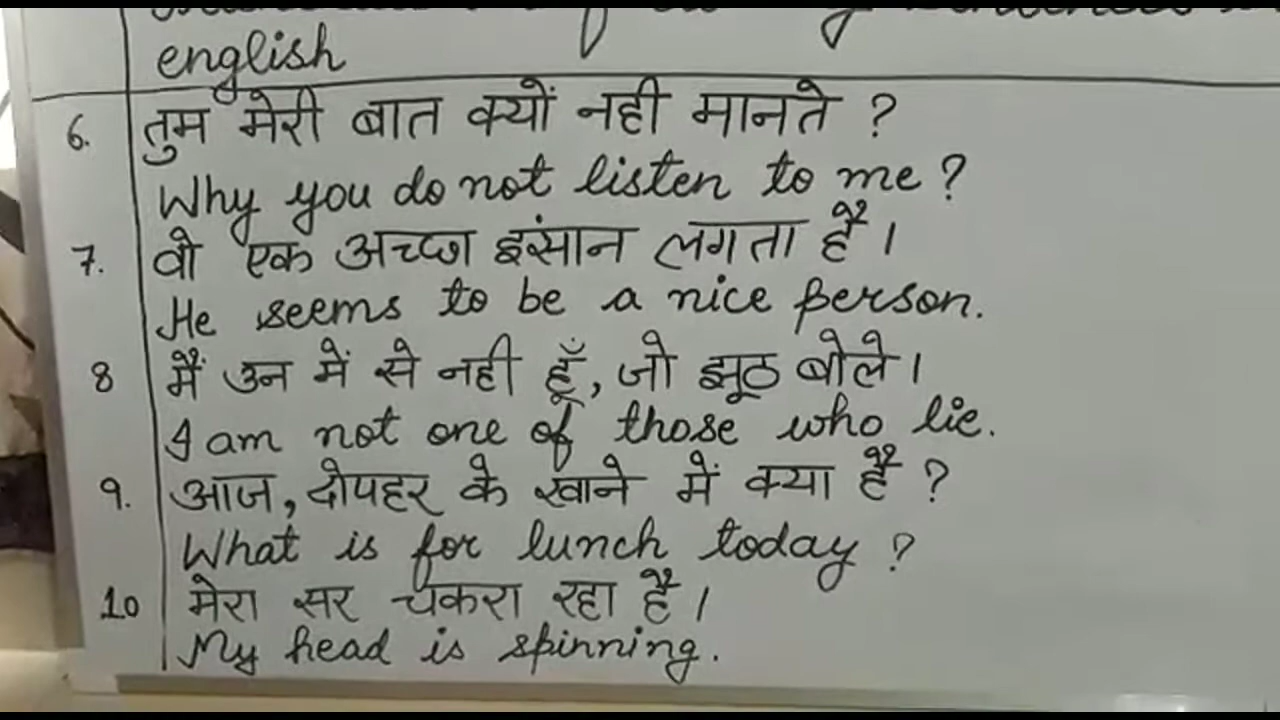 english
6. तुम मेरी बात क्यों नही मानते ?
Why you do not listen to me ?
7. वो एक अच्छा इंसान लगता है।
He seems to be a nice person.
8 मैं उन में से नही हूँ, जो झूठ बोले।
I am not one of those who lie.
9. आज, दोपहर के खाने में क्या है ?
What is for lunch today ?
10 मेरा सर चकरा रहा है।
My head is spinning.